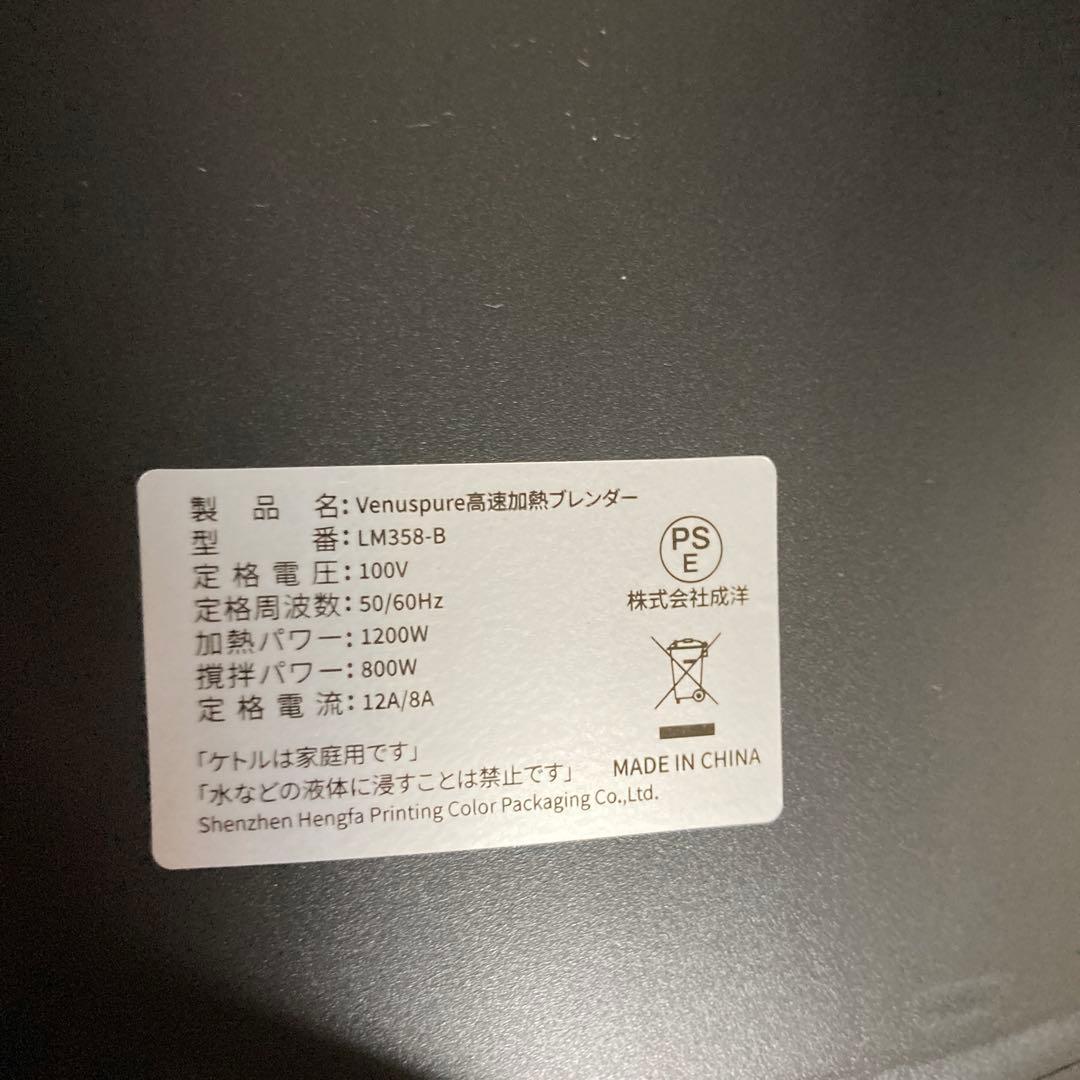 製品名：Venuspure高速加熱ブレンダー
型番：LM358-B
定格電圧：100V
定格周波数：50/60Hz
加熱パワー：1200W
撹拌パワー：800W
定格電流：12A/8A
PS
E
株式会社成洋
「ケトルは家庭用です」
「水などの液体に浸すことは禁止です」
MADE IN CHINA
Shenzhen Hengfa Printing Color Packaging Co.,Ltd.